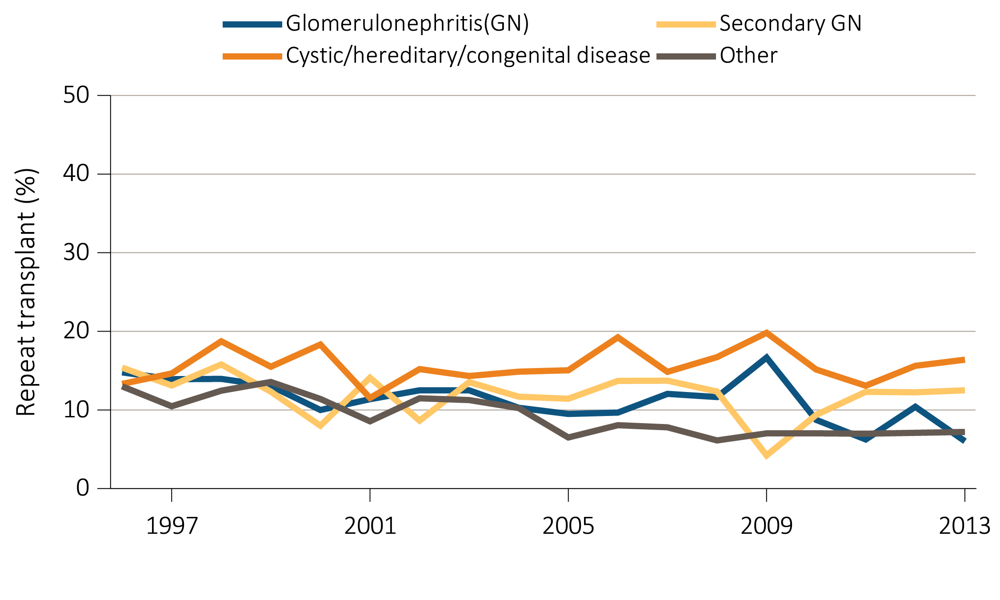 Glomerulonephritis(GN) Secondary GN
Cystic/hereditary/congenital disease Other
50
40
30
20
10
0
Repeat transplant (%)
1997 2001 2005 2009 2013